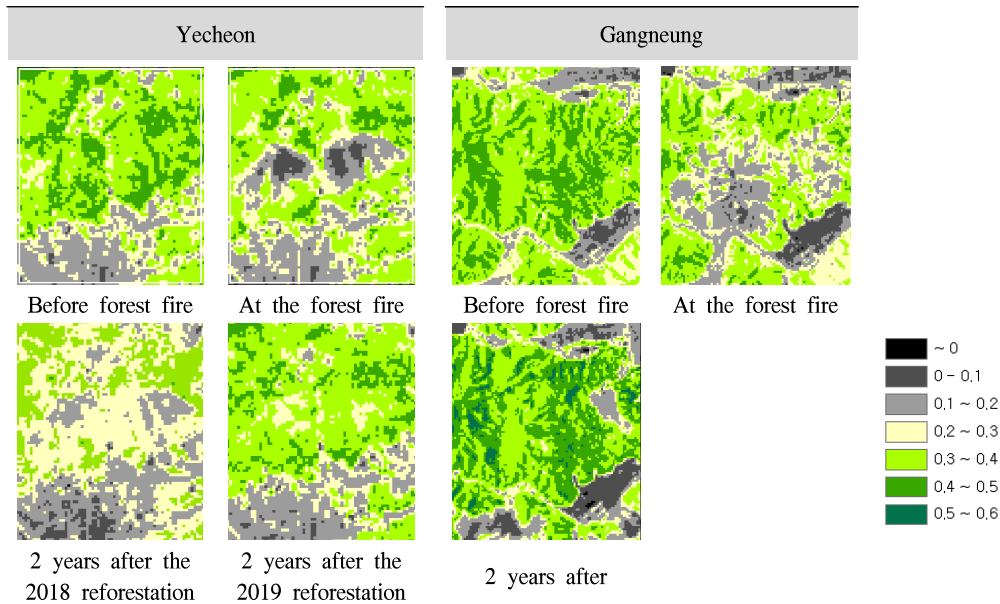 Yecheon
Gangneung
Before forest fire
At the forest fire
Before forest fire
At the forest fire
2 years after the
2018 reforestation
2 years after the
2019 reforestation
2 years after
~ 0
0 - 0.1
0.1 ~ 0.2
0.2 ~ 0.3
0.3 ~ 0.4
0.4 ~ 0.5
0.5 ~ 0.6